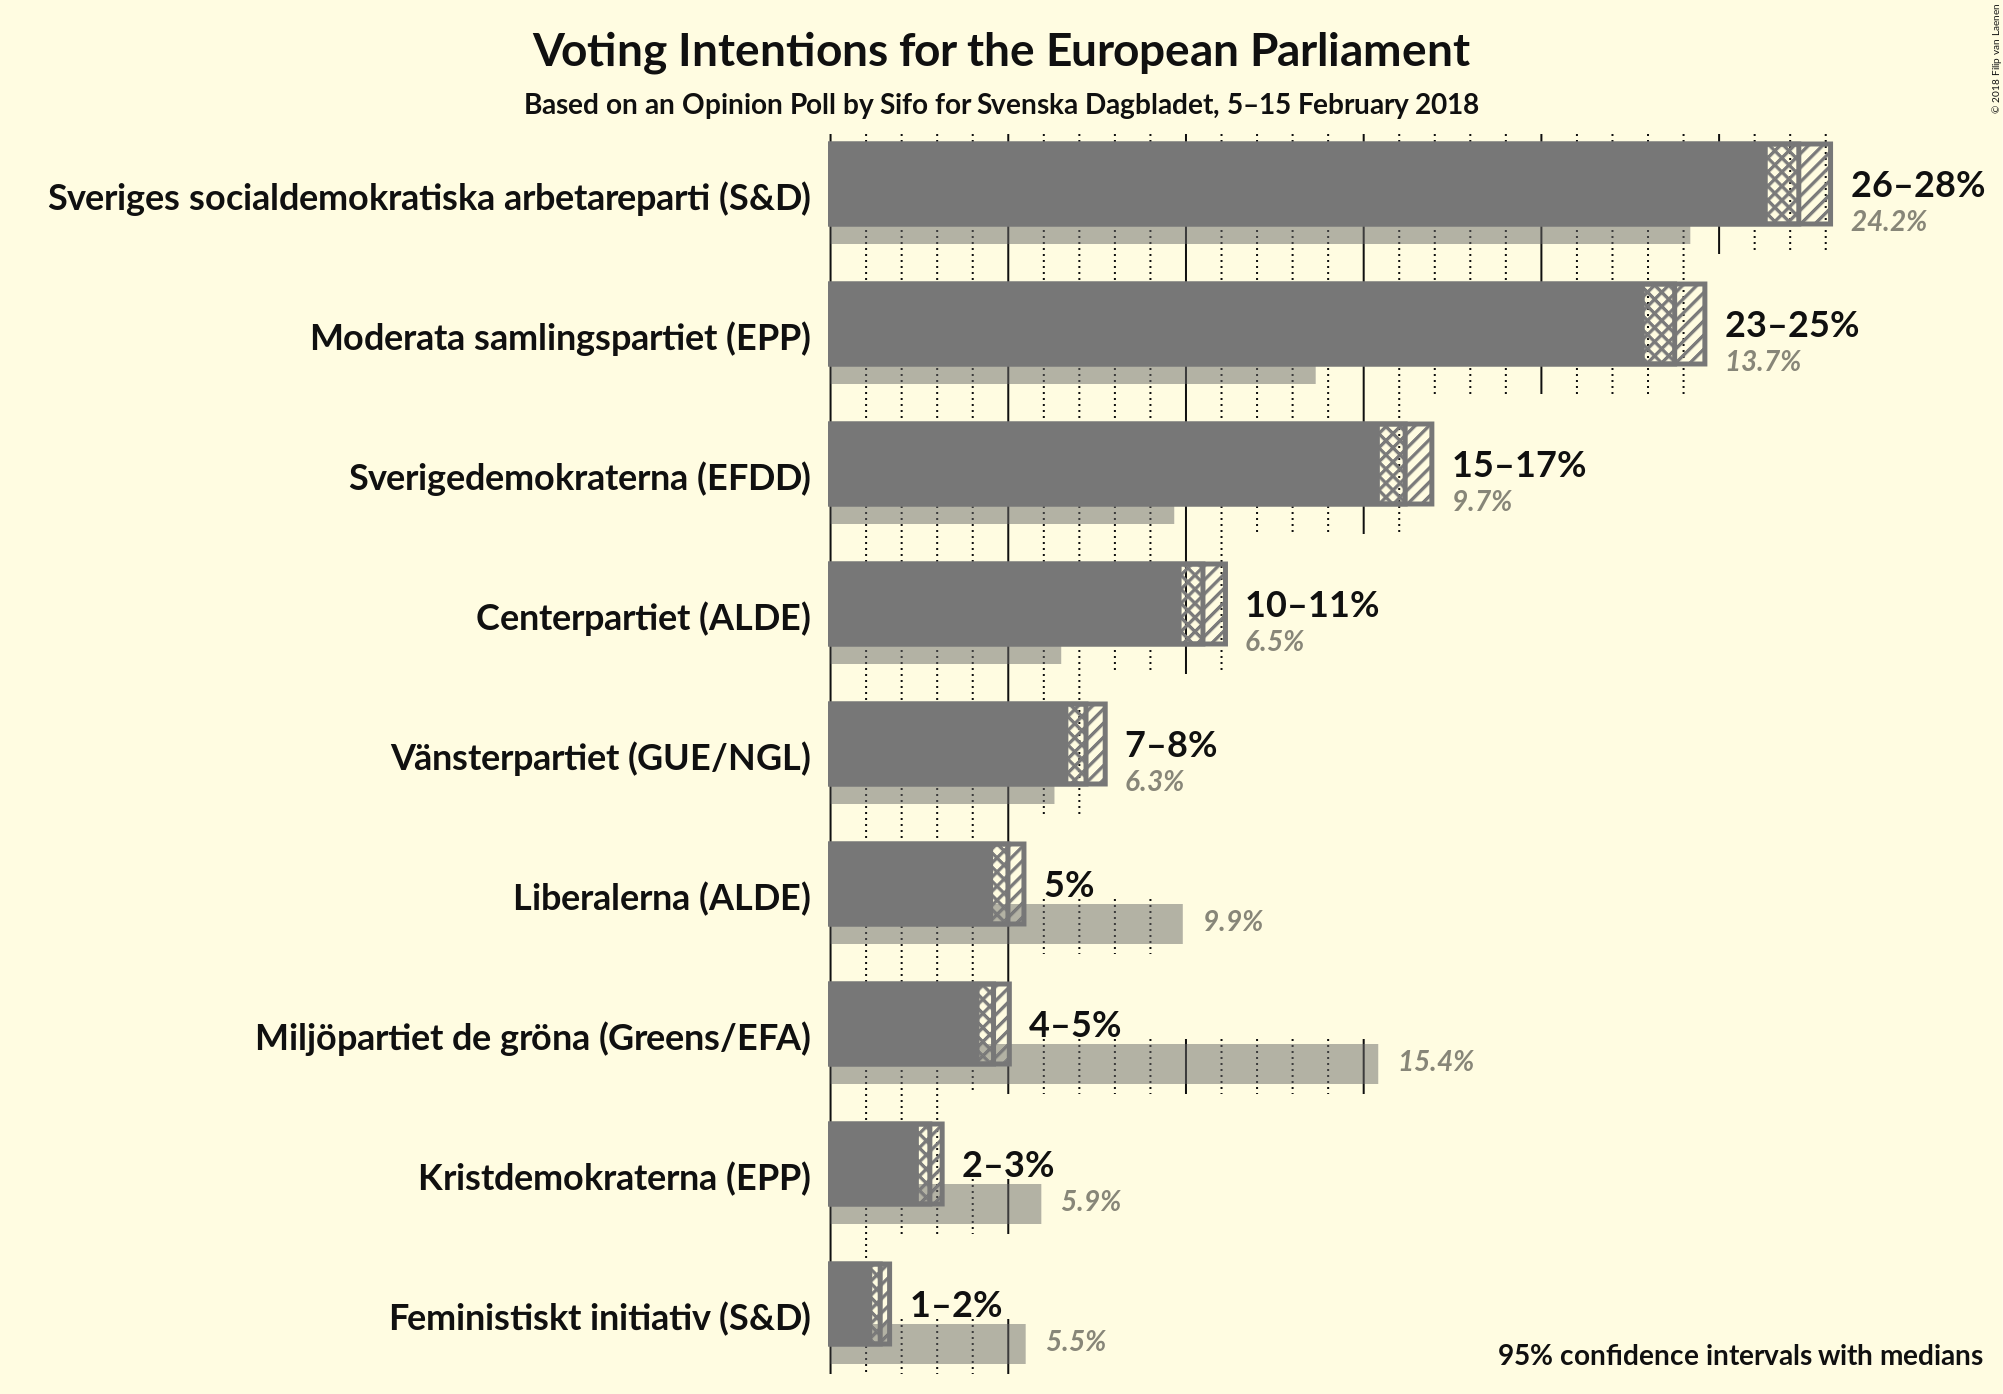 Voting Intentions for the European Parliament
Based on an Opinion Poll by Sifo for Svenska Dagbladet, 5–15 February 2018
© 2018 Filip van Laenen
Sveriges socialdemokratiska arbetareparti (S&D)
26–28%
24.2%
Moderata samlingspartiet (EPP)
23–25%
13.7%
Sverigedemokraterna (EFDD)
15–17%
9.7%
Centerpartiet (ALDE)
10–11%
6.5%
Vänsterpartiet (GUE/NGL)
7–8%
6.3%
Liberalerna (ALDE)
5%
9.9%
Miljöpartiet de gröna (Greens/EFA)
4–5%
15.4%
Kristdemokraterna (EPP)
2–3%
5.9%
Feministiskt initiativ (S&D)
1–2%
5.5%
95% confidence intervals with medians